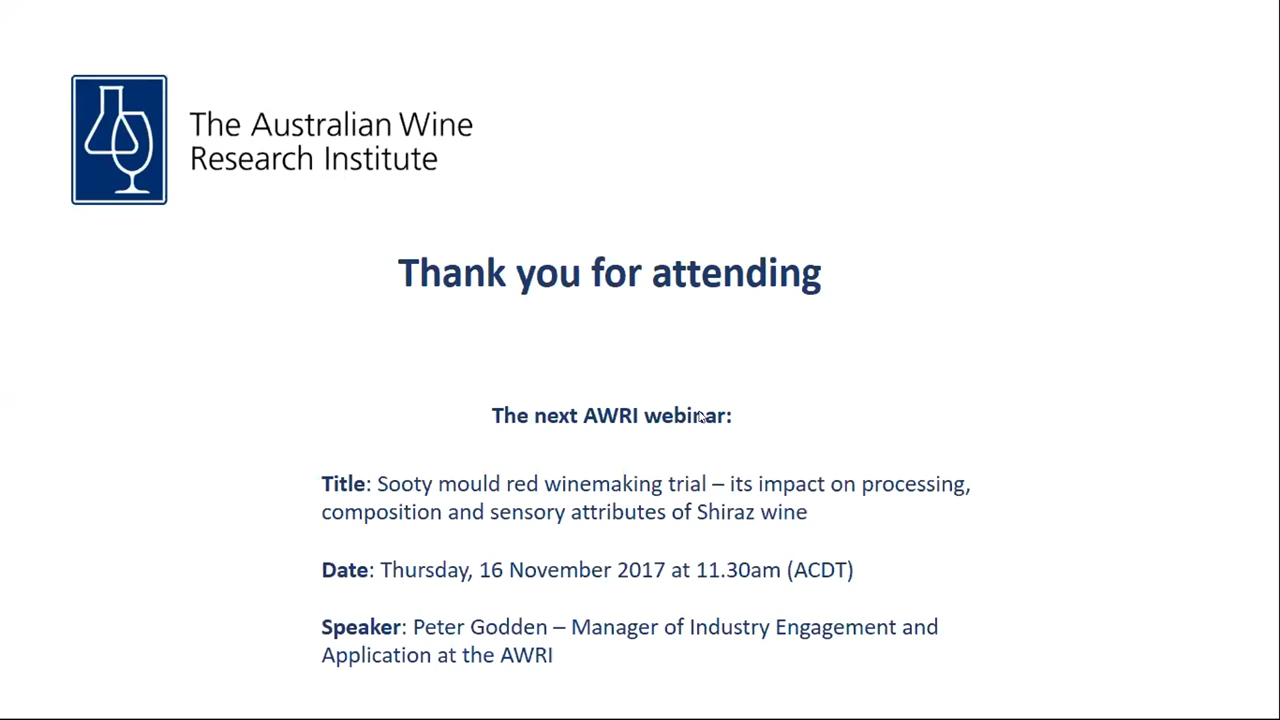 The Australian Wine
Research Institute
Thank you for attending
The next AWRI webinar:
Title: Sooty mould red winemaking trial – its impact on processing,
composition and sensory attributes of Shiraz wine
Date: Thursday, 16 November 2017 at 11.30am (ACDT)
Speaker: Peter Godden – Manager of Industry Engagement and
Application at the AWRI